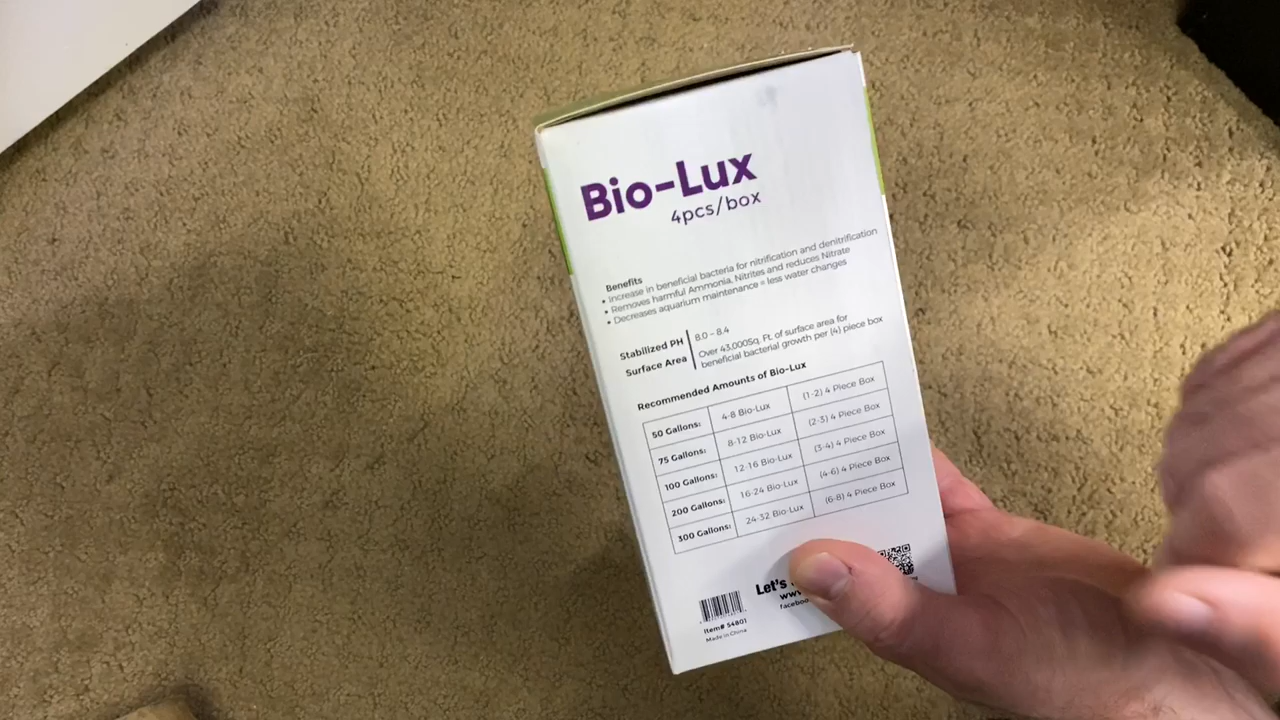 Bio-Lux
4pcs/box
Benefits
• Increase in beneficial bacteria for nitrification and denitrification
• Removes harmful Ammonia, Nitrites and reduces Nitrate
• Decreases aquarium maintenance = less water changes
Stabilized PH 8.0 – 8.4
Surface Area Over 43,000Sq. Ft. of surface area for
beneficial bacterial growth per (4) piece box
Recommended Amounts of Bio-Lux
50 Gallons: 4-8 Bio-Lux (1-2) 4 Piece Box
75 Gallons: 8-12 Bio-Lux (2-3) 4 Piece Box
100 Gallons: 12-16 Bio-Lux (3-4) 4 Piece Box
200 Gallons: 16-24 Bio-Lux (4-6) 4 Piece Box
300 Gallons: 24-32 Bio-Lux (6-8) 4 Piece Box
Let's
Item# 54801
Made in China